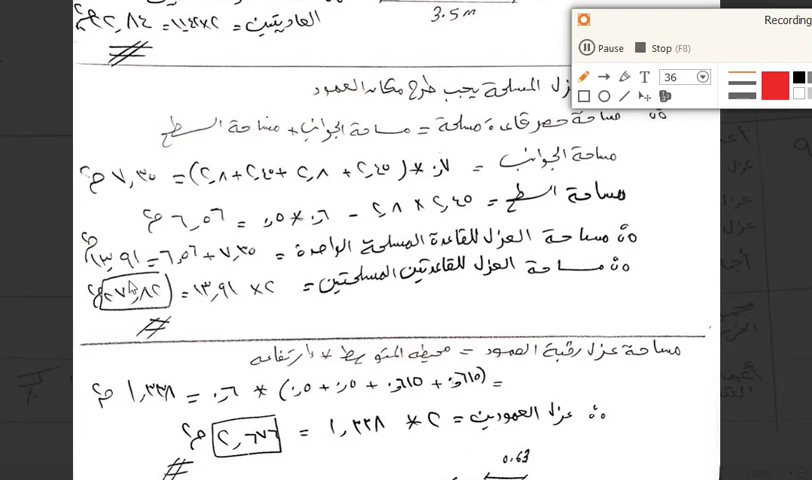 العاديتين = ٢×١١,٤٢ = ٢٢,٨٤ م٢
3.5 m
Recording
Pause
Stop (F8)
T
36
عزل المسلحة يجب طرح مكان العمود
∴ مساحة حصر قاعدة مسلحة = مساحة الجوانب + مساحة السطح
مساحة الجوانب = ٠,٧ * (٢,٤٥ + ٢,٨ + ٢,٤٥ + ٢,٨) = ٧,٣٥ م٢
مساحة السطح = ٢,٤٥ × ٢,٨ - ٠,٦ * ٠,٥ = ٦,٥٦ م٢
∴ مساحة العزل للقاعدة المسلحة الواحدة = ٧,٣٥ + ٦,٥٦ = ١٣,٩١ م٢
∴ مساحة العزل للقاعدتين المسلحتين = ٢ × ١٣,٩١ = ٢٧,٨٢ م٢
مساحة عزل رقبة العمود = محيطه المتوسط * ارتفاعه
= (٠,٦١٥ + ٠,٦١٥ + ٠,٥ + ٠,٥) * ٠,٦ = ١,٣٣٨ م٢
∴ عزل العمودين = ٢ * ١,٣٣٨ = ٢,٦٧٦ م٢
0.63